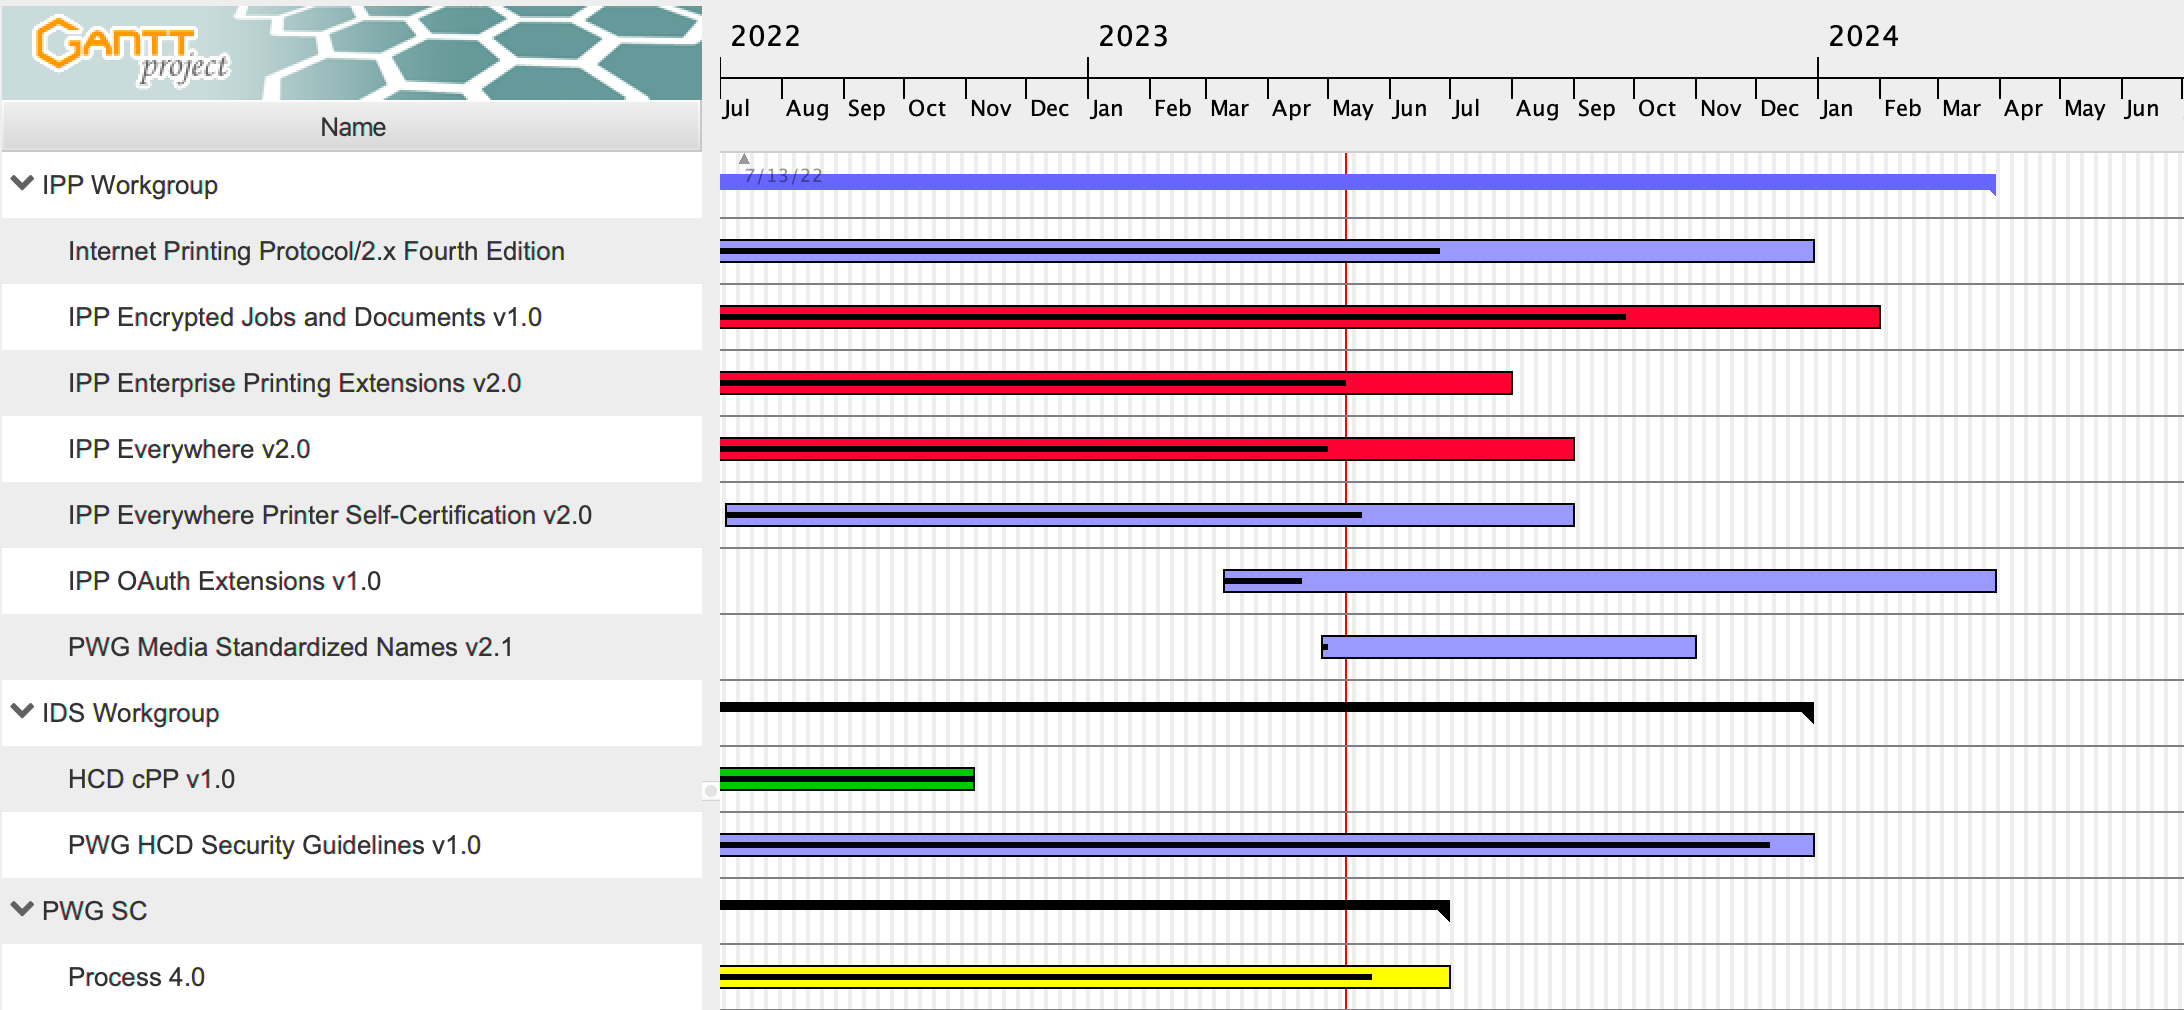 GANTT
project
2022 2023 2024
Jul Aug Sep Oct Nov Dec Jan Feb Mar Apr May Jun Jul Aug Sep Oct Nov Dec Jan Feb Mar Apr May Jun
Name
7/13/22
IPP Workgroup
Internet Printing Protocol/2.x Fourth Edition
IPP Encrypted Jobs and Documents v1.0
IPP Enterprise Printing Extensions v2.0
IPP Everywhere v2.0
IPP Everywhere Printer Self-Certification v2.0
IPP OAuth Extensions v1.0
PWG Media Standardized Names v2.1
IDS Workgroup
HCD cPP v1.0
PWG HCD Security Guidelines v1.0
PWG SC
Process 4.0